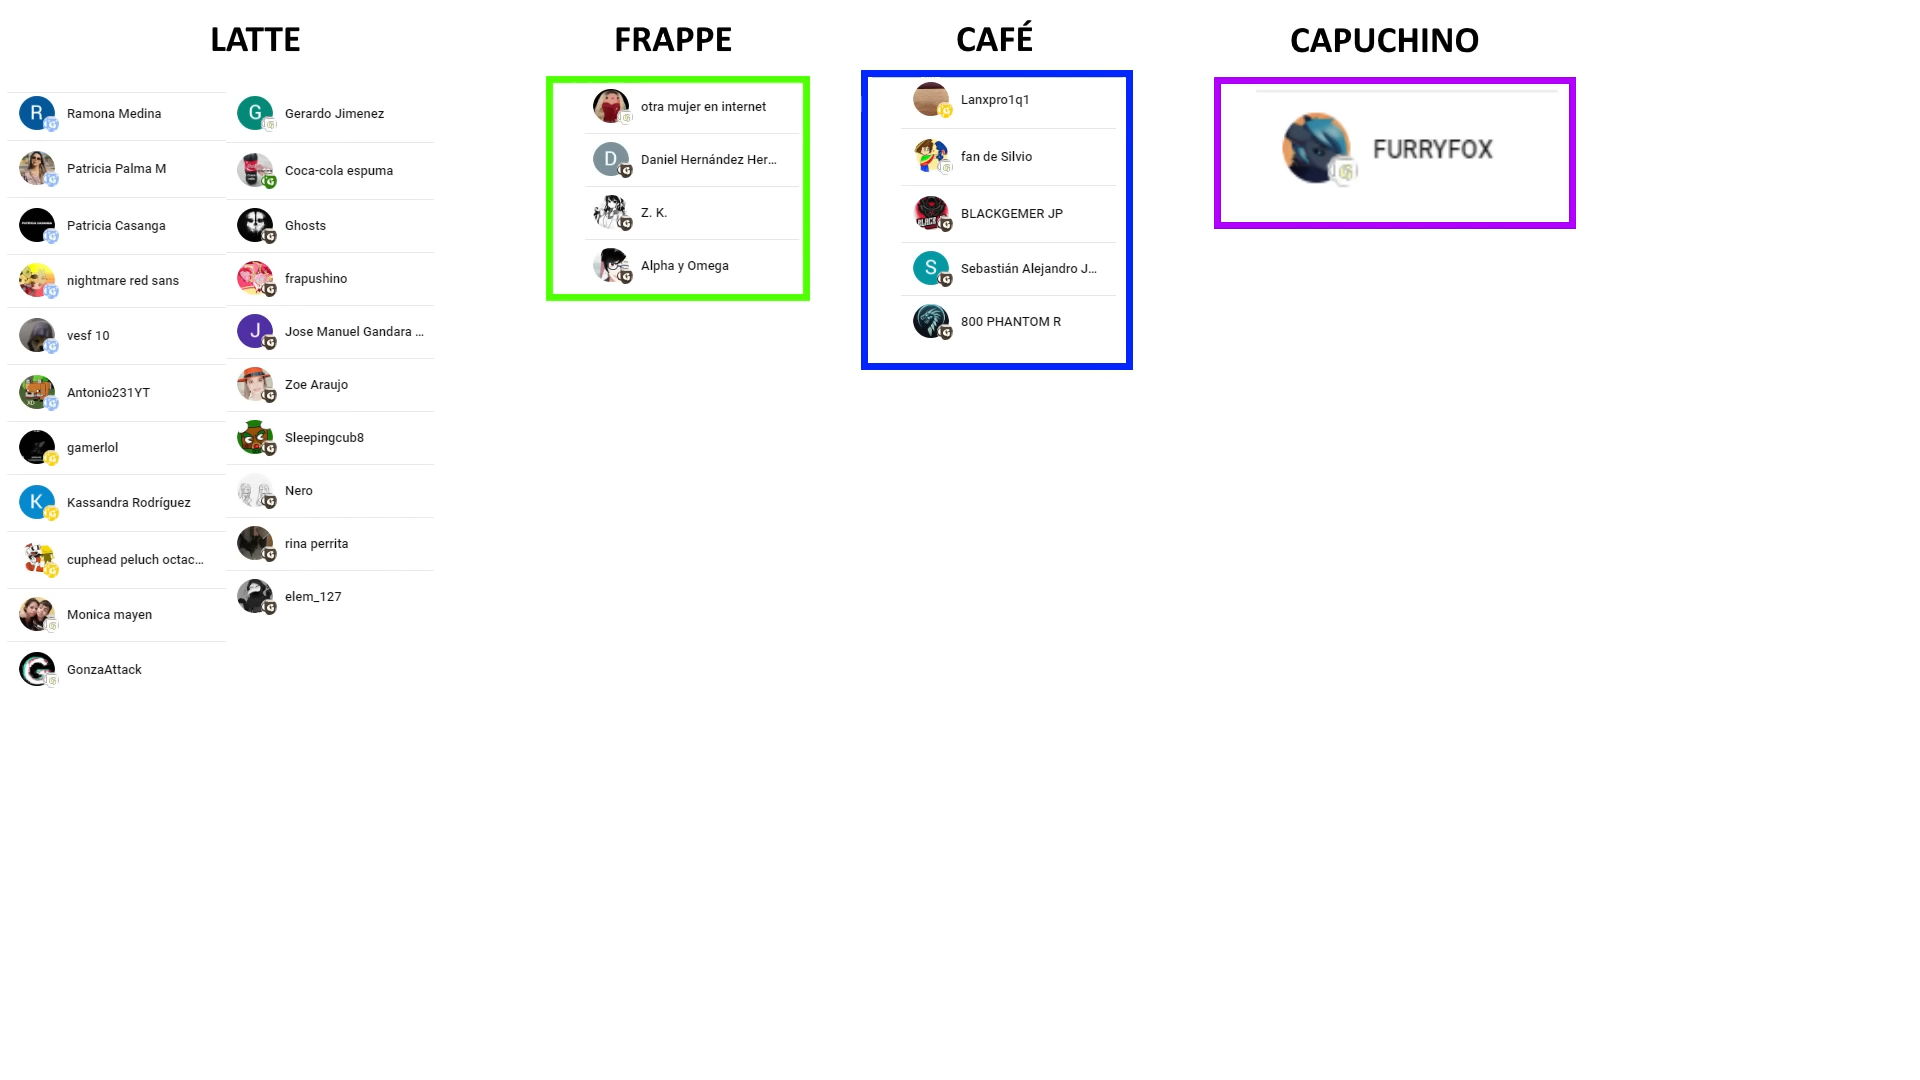 LATTE
Ramona Medina
Patricia Palma M
Patricia Casanga
nightmare red sans
vesf 10
Antonio231YT
gamerlol
Kassandra Rodríguez
cuphead peluch octac...
Monica mayen
GonzaAttack
Gerardo Jimenez
Coca-cola espuma
Ghosts
frapushino
Jose Manuel Gandara ...
Zoe Araujo
Sleepingcub8
Nero
rina perrita
elem_127
FRAPPE
otra mujer en internet
Daniel Hernández Her...
Z. K.
Alpha y Omega
CAFÉ
Lanxpro1q1
fan de Silvio
BLACKGEMER JP
Sebastián Alejandro J...
800 PHANTOM R
CAPUCHINO
FURRYFOX
R
K
G
J
D
S